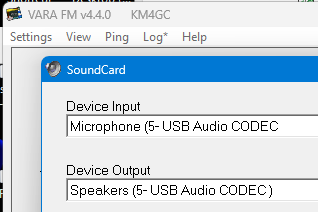 VARA FM v4.4.0 KM4GC
Settings View Ping Log* Help
SoundCard
Device Input
Microphone (5- USB Audio CODEC
Device Output
Speakers (5- USB Audio CODEC )